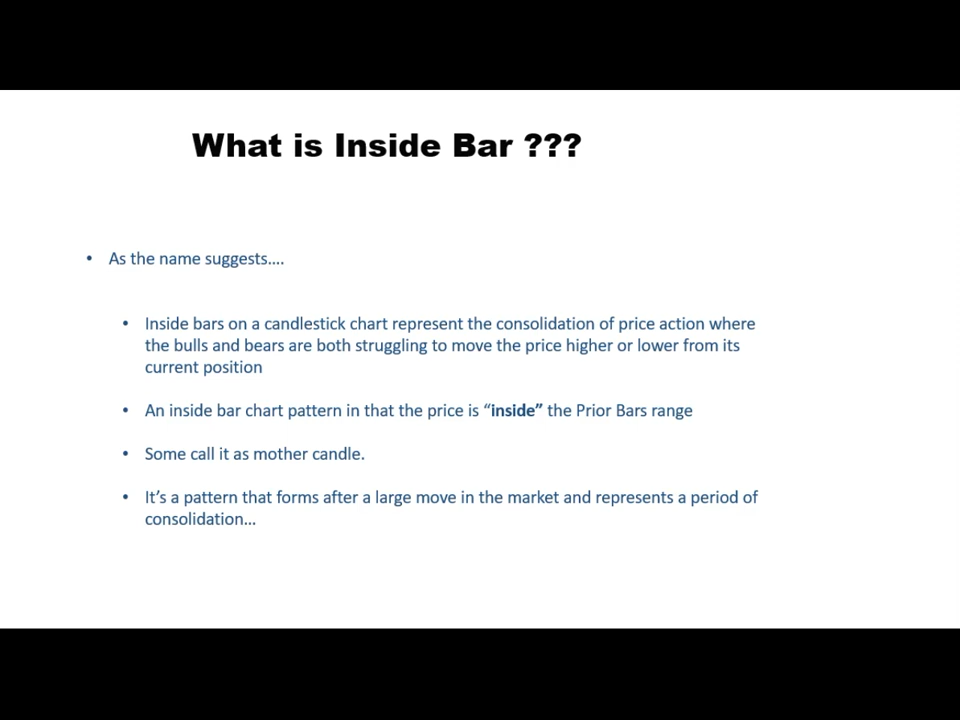 What is Inside Bar ???
• As the name suggests....
• Inside bars on a candlestick chart represent the consolidation of price action where
the bulls and bears are both struggling to move the price higher or lower from its
current position
• An inside bar chart pattern in that the price is “inside” the Prior Bars range
• Some call it as mother candle.
• It’s a pattern that forms after a large move in the market and represents a period of
consolidation...